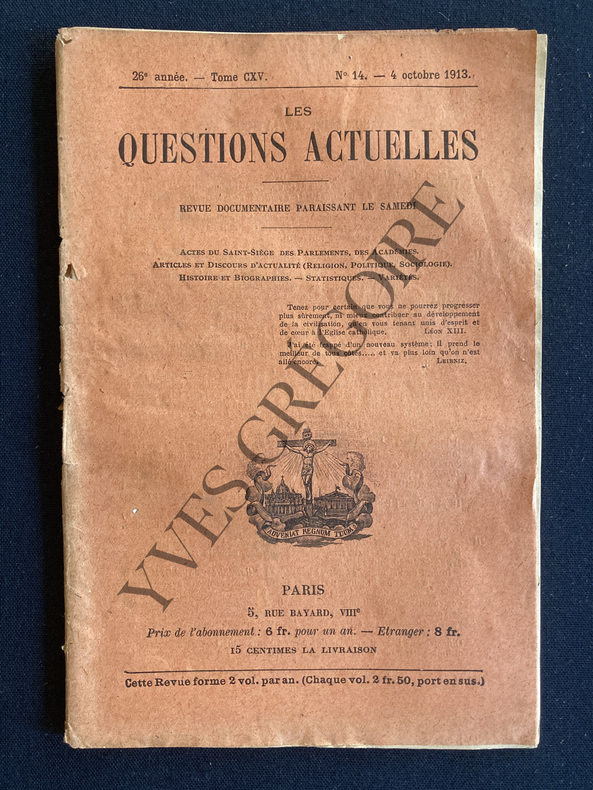 26e année. — Tome CXV. N° 14. — 4 octobre 1913.
LES
QUESTIONS ACTUELLES
REVUE DOCUMENTAIRE PARAISSANT LE SAMEDI
ACTES DU SAINT-SIÈGE DES PARLEMENTS, DES ACADÉMIES.
ARTICLES ET DISCOURS D'ACTUALITÉ (RELIGION, POLITIQUE, SOCIOLOGIE).
HISTOIRE ET BIOGRAPHIES. — STATISTIQUES. — VARIÉTÉS.
Tenez pour certain que vous ne pourrez progresser
plus sûrement, ni mieux contribuer au développement
de la civilisation, qu'en vous tenant unis d'esprit et
de cœur à l'Eglise catholique. LÉON XIII.
J'ai été frappé d'un nouveau système; il prend le
meilleur de tous côtés..... et va plus loin qu'on n'est
allé encore. LEIBNIZ.
ADVENIAT REGNUM TUUM
PARIS
5, RUE BAYARD, VIIIe
Prix de l'abonnement : 6 fr. pour un an. — Etranger : 8 fr.
15 CENTIMES LA LIVRAISON
Cette Revue forme 2 vol. par an. (Chaque vol. 2 fr. 50, port en sus.)
YVES GRÉGOIRE